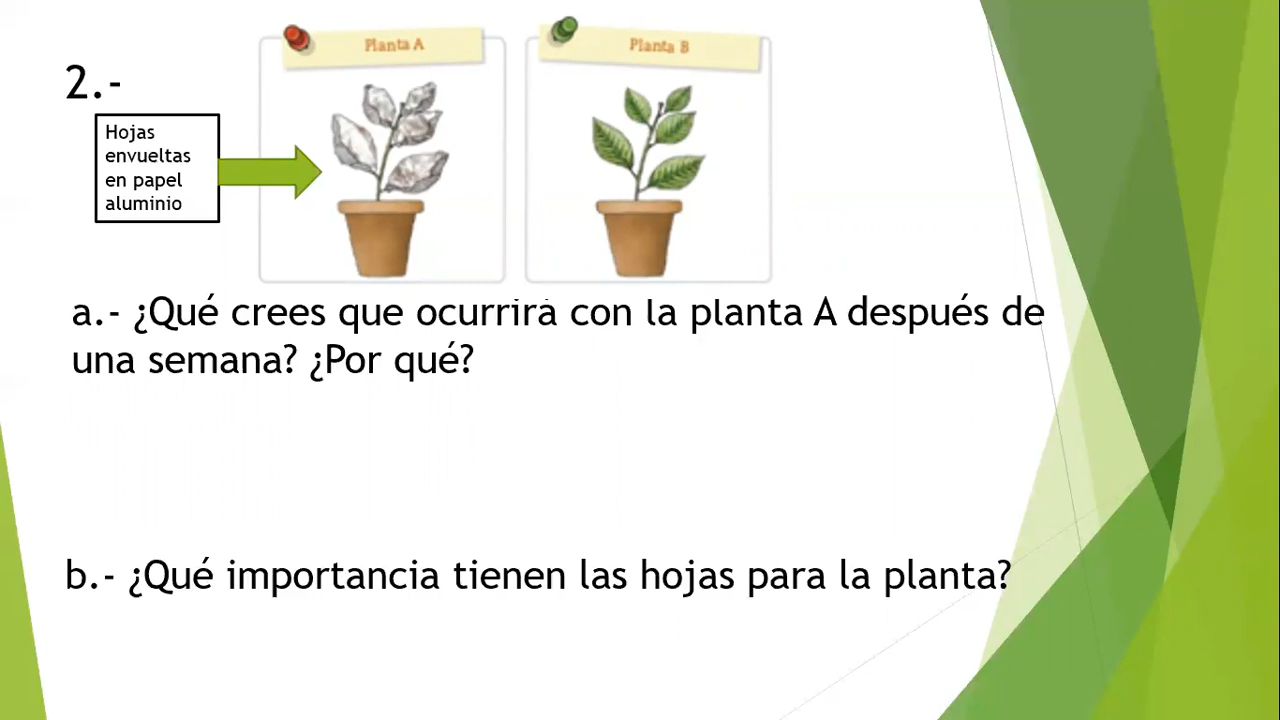 Planta A
Planta B
2.-
Hojas
envueltas
en papel
aluminio
a.- ¿Qué crees que ocurrirá con la planta A después de
una semana? ¿Por qué?
b.- ¿Qué importancia tienen las hojas para la planta?